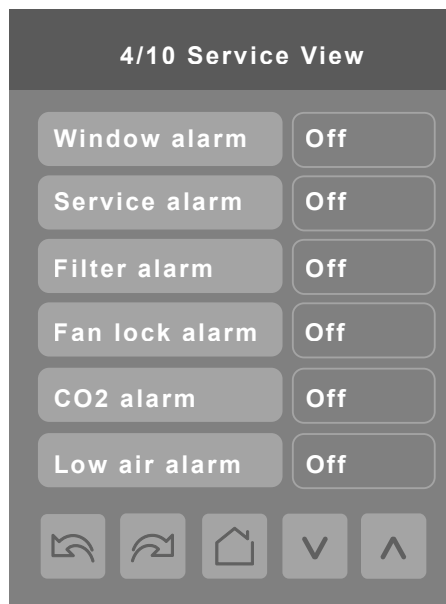 4/10 Service View
Window alarm Off
Service alarm Off
Filter alarm Off
Fan lock alarm Off
CO2 alarm Off
Low air alarm Off